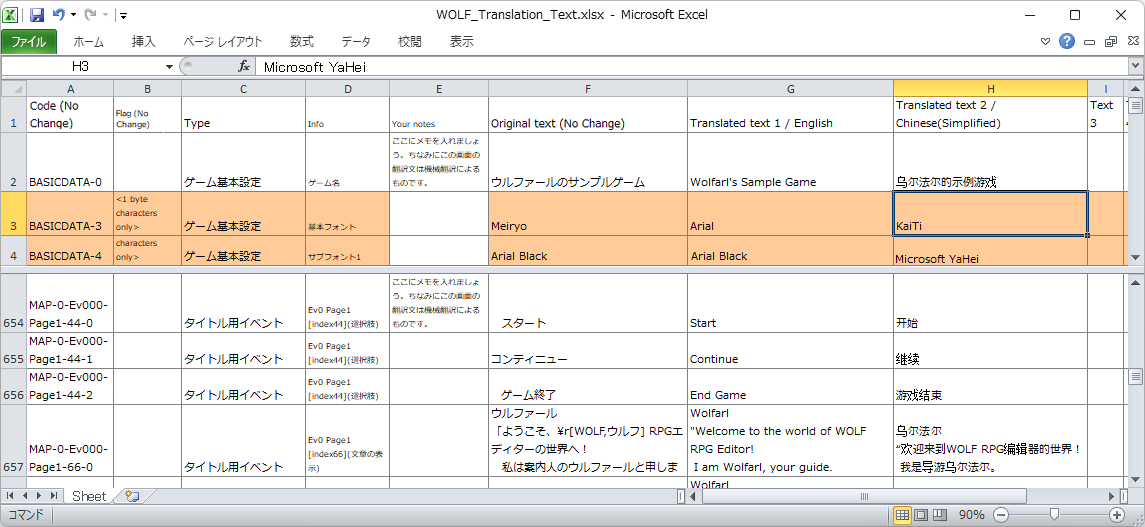 WOLF_Translation_Text.xlsx - Microsoft Excel
ファイル ホーム 挿入 ページ レイアウト 数式 データ 校閲 表示
H3 fx Microsoft YaHei
A B C D E F G H I
1
Code (No
Change)
Flag (No
Change)
Type
Info
Your notes
Original text (No Change)
Translated text 1 / English
Translated text 2 /
Chinese(Simplified)
Text
3
2
BASICDATA-0
ゲーム基本設定
ゲーム名
ここにメモを入れましょ
う。ちなみにこの画面の
翻訳文は機械翻訳による
ものです。
ウルファールのサンプルゲーム
Wolfarl's Sample Game
乌尔法尔的示例游戏
3
BASICDATA-3
<1 byte
characters
only>
ゲーム基本設定
基本フォント
Meiryo
Arial
KaiTi
4
BASICDATA-4
characters
only>
ゲーム基本設定
サブフォント1
Arial Black
Arial Black
Microsoft YaHei
654
MAP-0-Ev000-
Page1-44-0
タイトル用イベント
Ev0 Page1
[index44](選択肢)
ここにメモを入れましょ
う。ちなみにこの画面の
翻訳文は機械翻訳による
ものです。
スタート
Start
开始
655
MAP-0-Ev000-
Page1-44-1
タイトル用イベント
Ev0 Page1
[index44](選択肢)
コンティニュー
Continue
继续
656
MAP-0-Ev000-
Page1-44-2
タイトル用イベント
Ev0 Page1
[index44](選択肢)
ゲーム終了
End Game
游戏结束
657
MAP-0-Ev000-
Page1-66-0
タイトル用イベント
Ev0 Page1
[index66](文章の表
示)
ウルファール
「ようこそ、¥r[WOLF,ウルフ] RPGエ
ディターの世界へ！
私は案内人のウルファールと申しま
Wolfarl
"Welcome to the world of WOLF
RPG Editor!
I am Wolfarl, your guide.
乌尔法尔
“欢迎来到WOLF RPG编辑器的世界！
我是导游乌尔法尔。
Wolfarl
Sheet
コマンド 90%